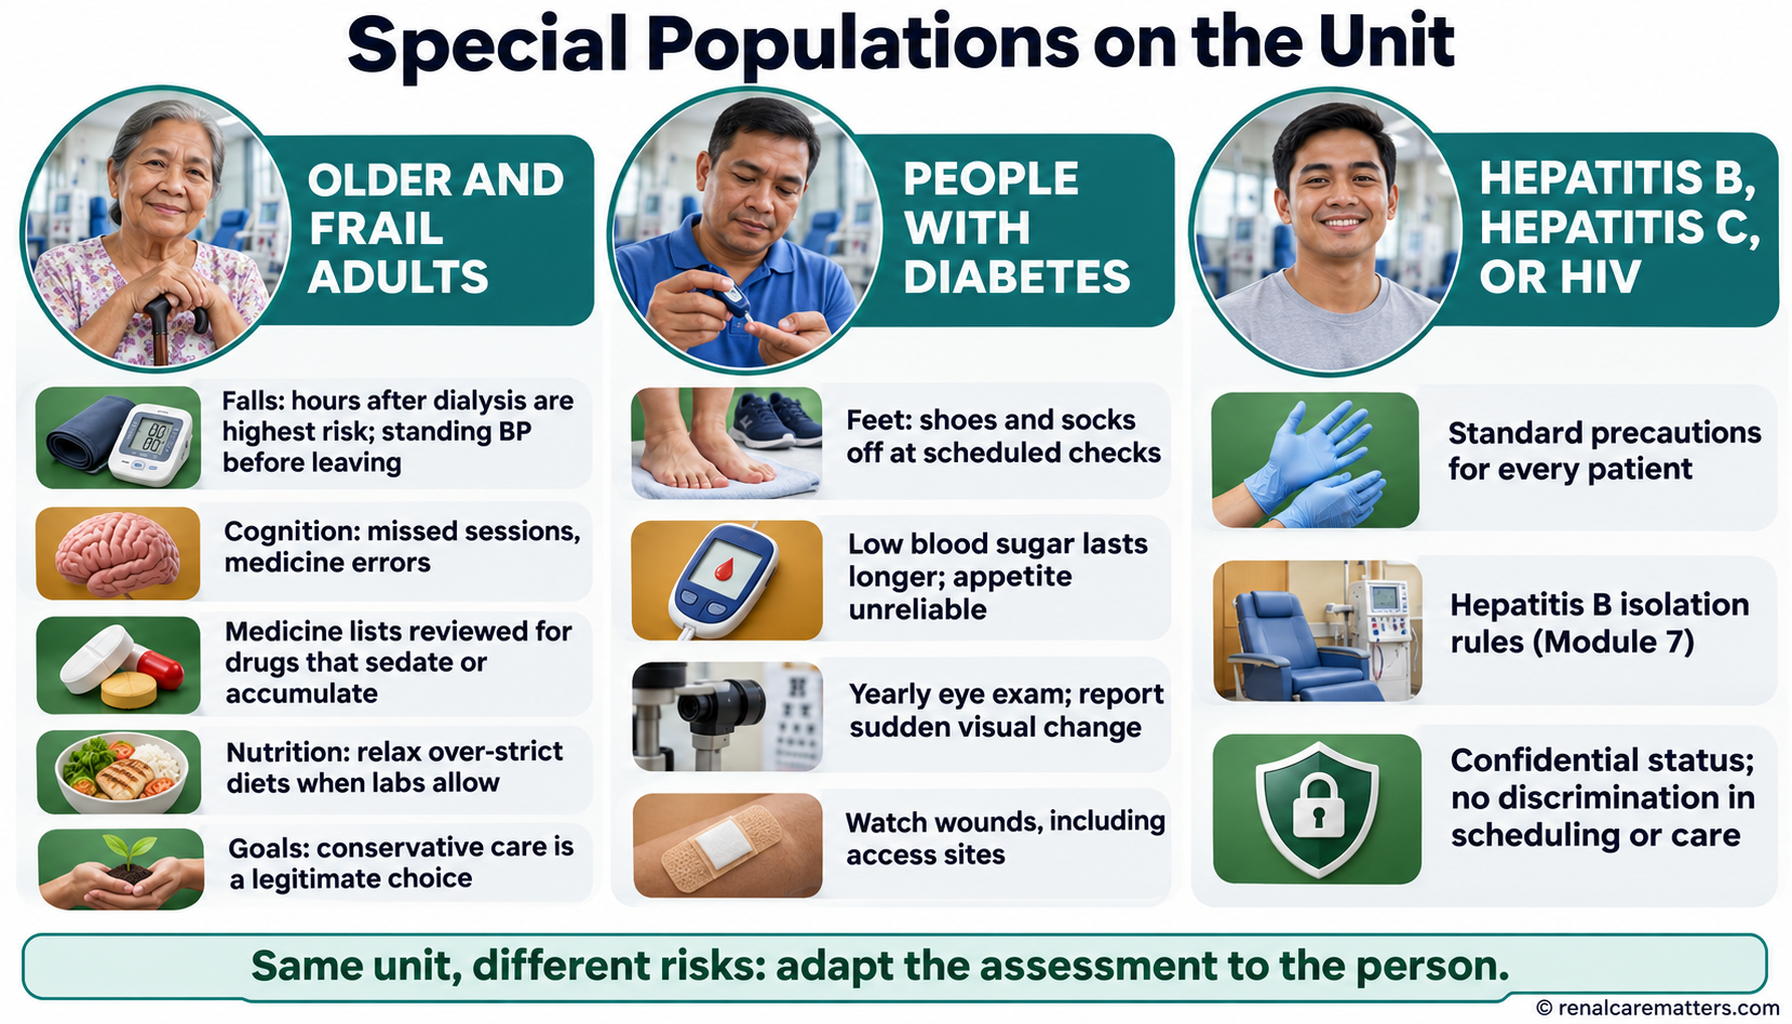 Special Populations on the Unit
OLDER AND
FRAIL
ADULTS
Falls: hours after dialysis are
highest risk; standing BP
before leaving
Cognition: missed sessions,
medicine errors
Medicine lists reviewed for
drugs that sedate or
accumulate
Nutrition: relax over-strict
diets when labs allow
Goals: conservative care is
a legitimate choice
PEOPLE
WITH
DIABETES
Feet: shoes and socks
off at scheduled checks
Low blood sugar lasts
longer; appetite
unreliable
Yearly eye exam; report
sudden visual change
Watch wounds, including
access sites
HEPATITIS B,
HEPATITIS C,
OR HIV
Standard precautions
for every patient
Hepatitis B isolation
rules (Module 7)
Confidential status;
no discrimination in
scheduling or care
Same unit, different risks: adapt the assessment to the person.
© renalcarematters.com